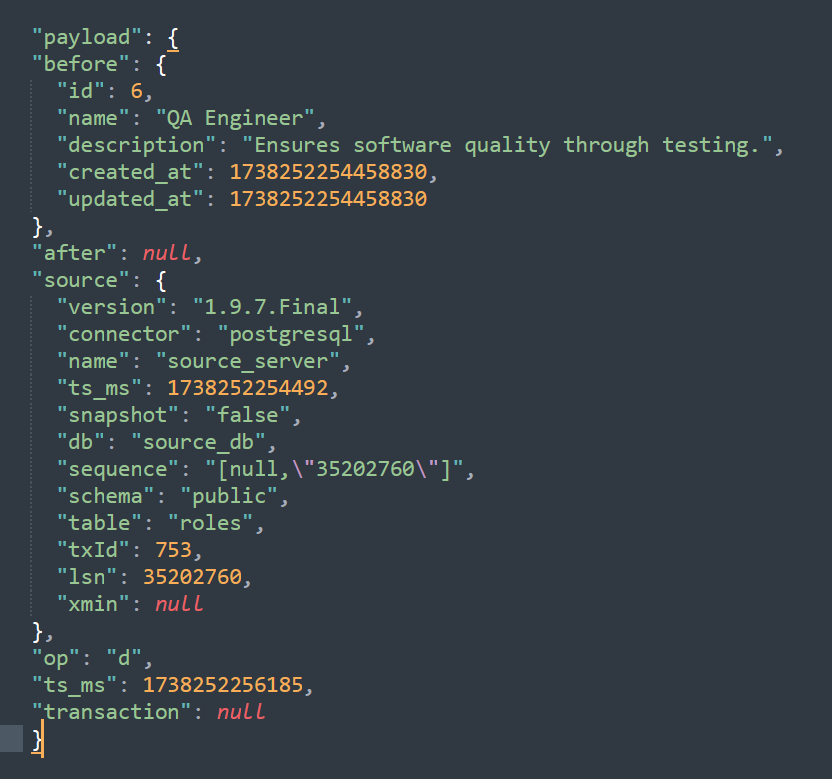 "payload": {
"before": {
"id": 6,
"name": "QA Engineer",
"description": "Ensures software quality through testing.",
"created_at": 1738252254458830,
"updated_at": 1738252254458830
},
"after": null,
"source": {
"version": "1.9.7.Final",
"connector": "postgresql",
"name": "source_server",
"ts_ms": 1738252254492,
"snapshot": "false",
"db": "source_db",
"sequence": "[null,\"35202760\"]",
"schema": "public",
"table": "roles",
"txId": 753,
"lsn": 35202760,
"xmin": null
},
"op": "d",
"ts_ms": 1738252256185,
"transaction": null
}